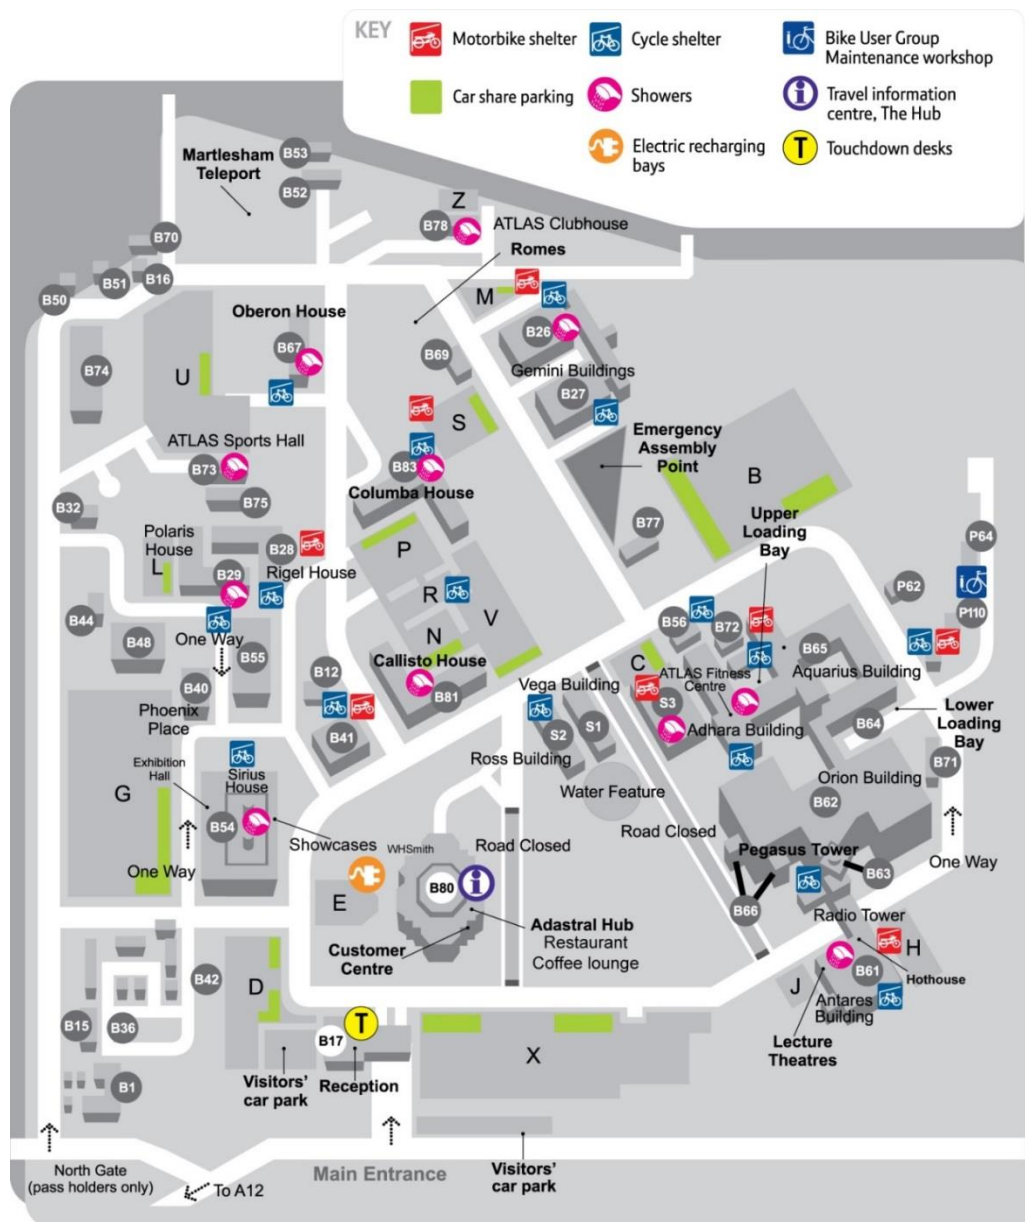 KEY
Motorbike shelter
Cycle shelter
Bike User Group
Maintenance workshop
Car share parking
Showers
Travel information
centre, The Hub
Electric recharging
bays
T
Touchdown desks
Martlesham
Teleport
B53
B52
Z
B78
ATLAS Clubhouse
Romes
B70
B51
B16
B50
M
Oberon House
B67
B26
B69
Gemini Buildings
B74
U
B27
S
Emergency
Assembly
Point
ATLAS Sports Hall
B73
B83
Columba House
B
B75
B32
B77
Upper
Loading
Bay
Polaris
House
L
B28
Rigel House
B29
P
P64
P62
P110
R
V
B44
One Way
B48
B55
N
Callisto House
B81
B56
B72
C
ATLAS Fitness
Centre
B65
Aquarius Building
B12
B40
Phoenix
Place
B41
Vega Building
S3
S2
S1
Adhara Building
B64
Lower
Loading
Bay
Ross Building
B71
Exhibition
Hall
Sirius
House
G
B54
Water Feature
Orion Building
B62
Showcases
Road Closed
Road Closed
One Way
WHSmith
Pegasus Tower
B63
One Way
E
B80
B66
Adastral Hub
Restaurant
Coffee lounge
Customer
Centre
Radio Tower
H
Hothouse
B42
D
B61
J
Antares
Building
B15
B36
T
B17
Lecture
Theatres
X
B1
Visitors'
car park
Reception
North Gate
(pass holders only)
To A12
Main Entrance
Visitors'
car park